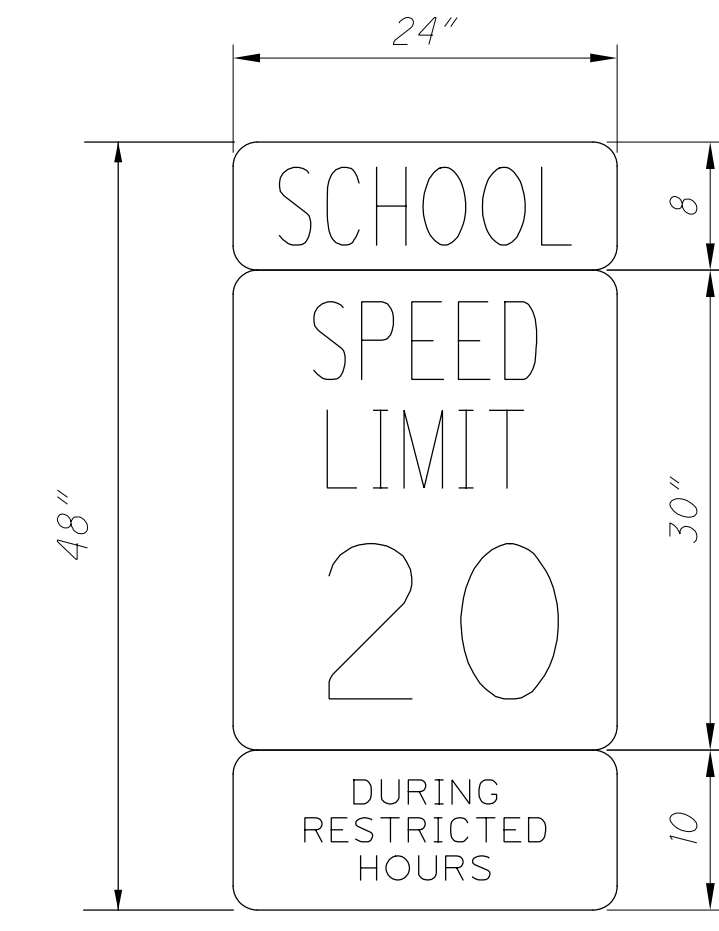 24"
SCHOOL
8
SPEED
LIMIT
48"
30"
20
DURING
RESTRICTED
HOURS
10